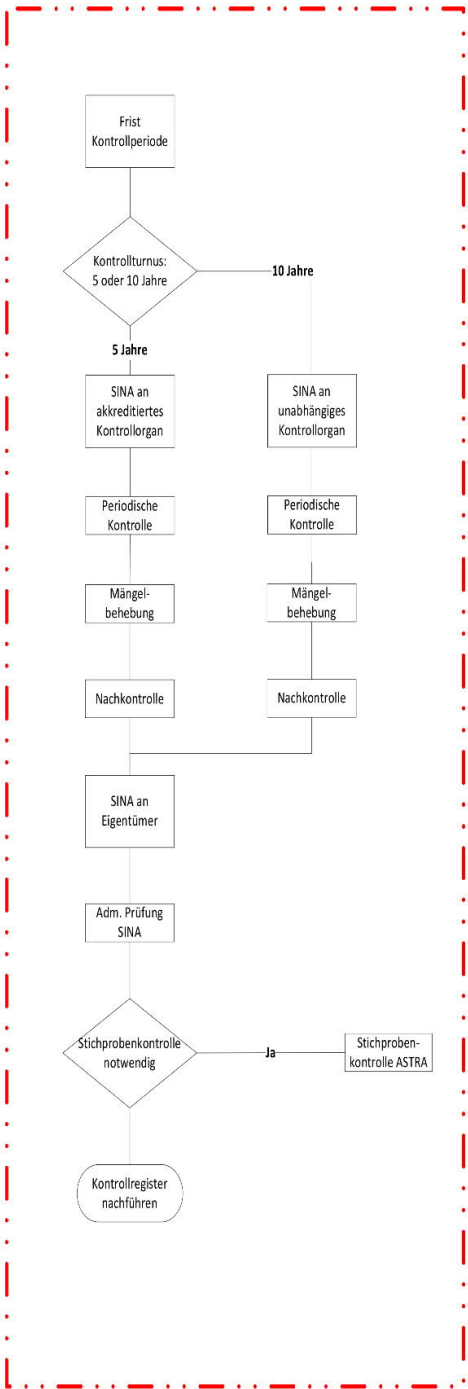 Frist
Kontrollperiode
Kontrollturnus:
5 oder 10 Jahre
10 Jahre
5 Jahre
SINA an
akkreditiertes
Kontrollorgan
SINA an
unabhängiges
Kontrollorgan
Periodische
Kontrolle
Periodische
Kontrolle
Mängel-
behebung
Mängel-
behebung
Nachkontrolle
Nachkontrolle
SINA an
Eigentümer
Adm. Prüfung
SINA
Stichprobenkontrolle
notwendig
Ja
Stichproben-
kontrolle ASTRA
Kontrollregister
nachführen